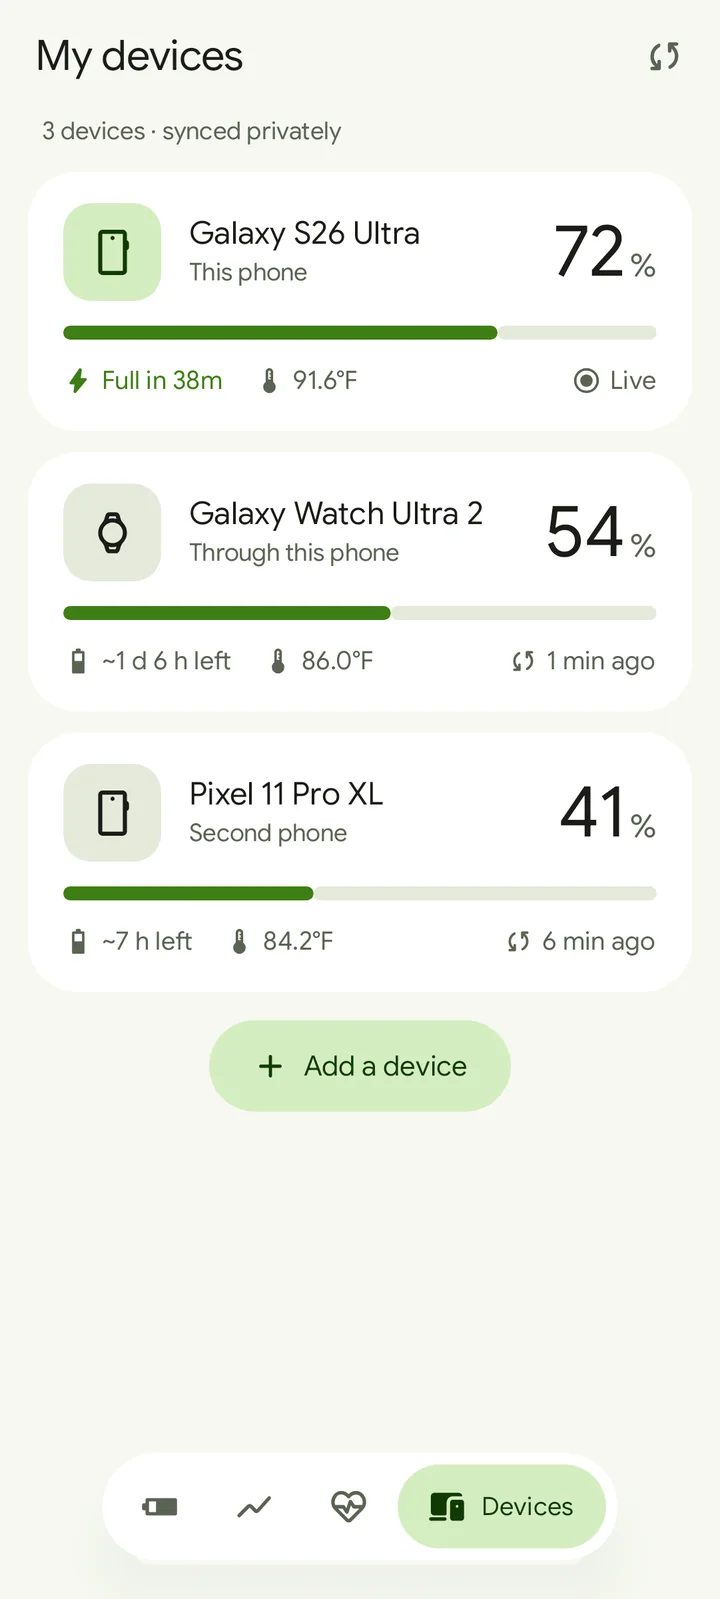 My devices
3 devices · synced privately
Galaxy S26 Ultra
This phone
72%
Full in 38m
91.6°F
Live
Galaxy Watch Ultra 2
Through this phone
54%
~1 d 6 h left
86.0°F
1 min ago
Pixel 11 Pro XL
Second phone
41%
~7 h left
84.2°F
6 min ago
Add a device
Devices